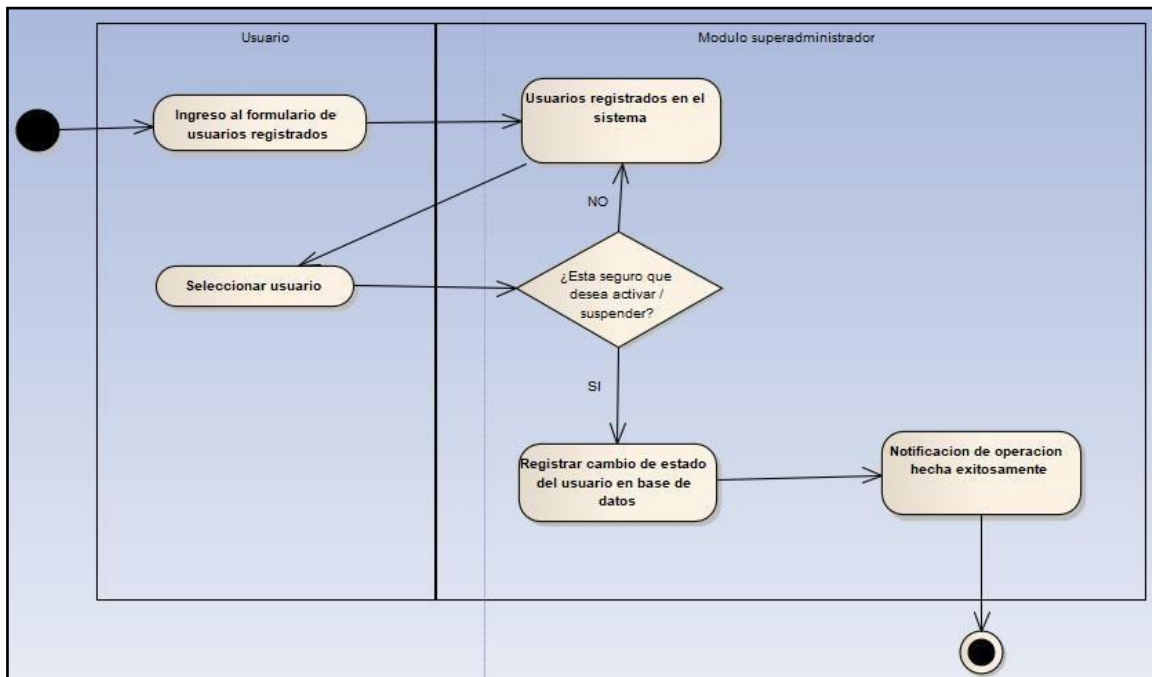 Usuario
Modulo superadministrador
Ingreso al formulario de
usuarios registrados
Usuarios registrados en el
sistema
NO
Seleccionar usuario
¿Esta seguro que
desea activar /
suspender?
SI
Registrar cambio de estado
del usuario en base de
datos
Notificacion de operacion
hecha exitosamente